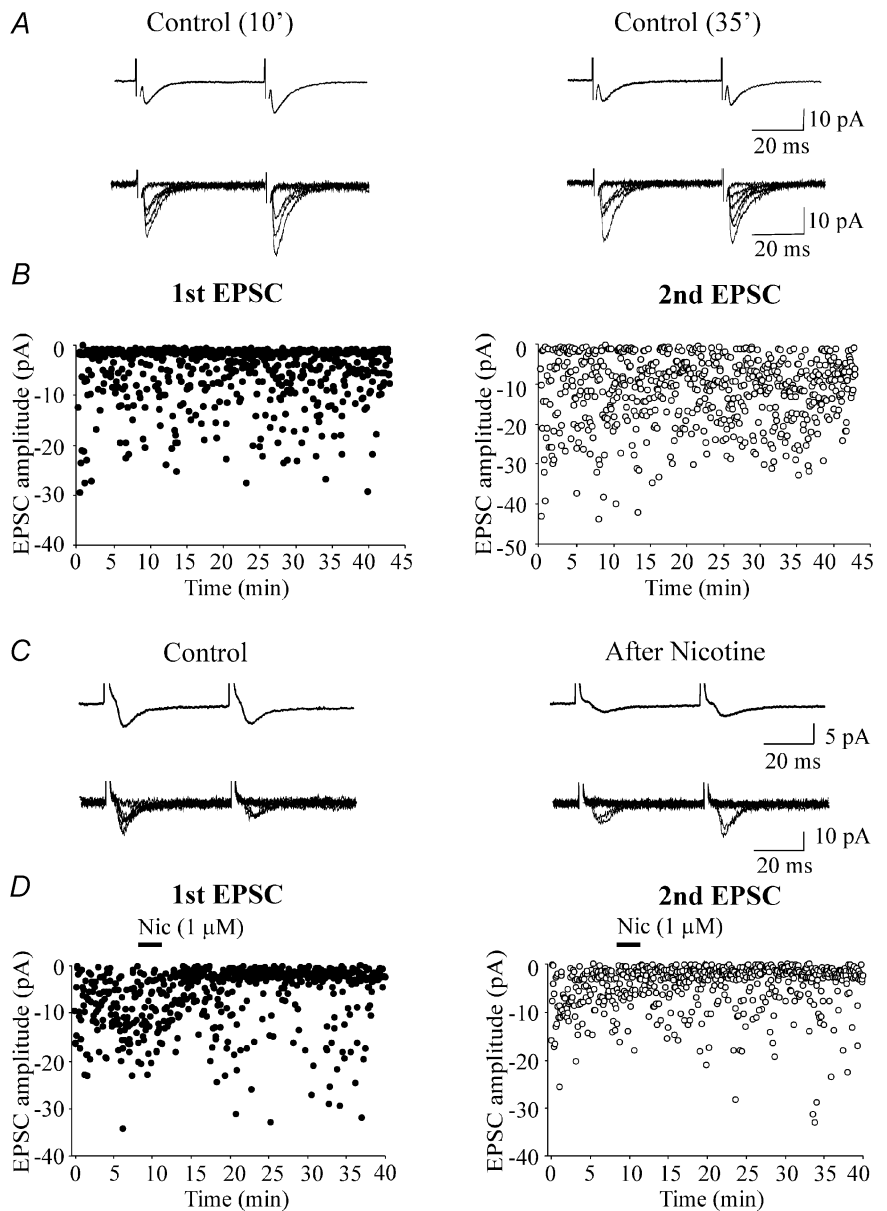 A
Control (10’)
Control (35’)
10 pA
20 ms
10 pA
20 ms
10 pA
20 ms
B
1st EPSC
2nd EPSC
EPSC amplitude (pA)
0
-10
-20
-30
-40
0 5 10 15 20 25 30 35 40 45
Time (min)
EPSC amplitude (pA)
0
-10
-20
-30
-40
-50
0 5 10 15 20 25 30 35 40 45
Time (min)
C
Control
After Nicotine
5 pA
20 ms
10 pA
20 ms
D
1st EPSC
2nd EPSC
Nic (1 µM)
Nic (1 µM)
EPSC amplitude (pA)
0
-10
-20
-30
-40
0 5 10 15 20 25 30 35 40
Time (min)
EPSC amplitude (pA)
0
-10
-20
-30
-40
0 5 10 15 20 25 30 35 40
Time (min)